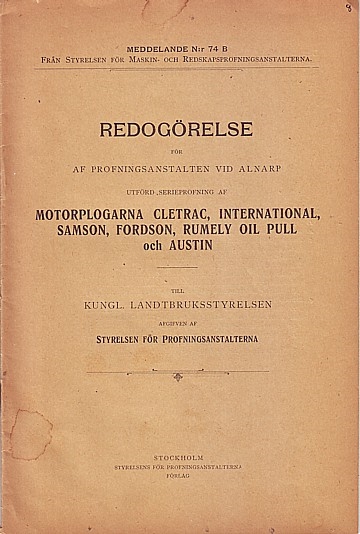 MEDDELANDE N:r 74 B
FRÅN STYRELSEN FÖR MASKIN- OCH REDSKAPSPROFNINGSANSTALTERNA.
REDOGÖRELSE
FÖR
AF PROFNINGSANSTALTEN VID ALNARP
UTFÖRD SERIEPROFNING AF
MOTORPLOGARNA CLETRAC, INTERNATIONAL,
SAMSON, FORDSON, RUMELY OIL PULL
och AUSTIN
TILL
KUNGL. LANDTBRUKSSTYRELSEN
AFGIFVEN AF
STYRELSEN FÖR PROFNINGSANSTALTERNA
STOCKHOLM
STYRELSENS FÖR PROFNINGSANSTALTERNA
FÖRLAG